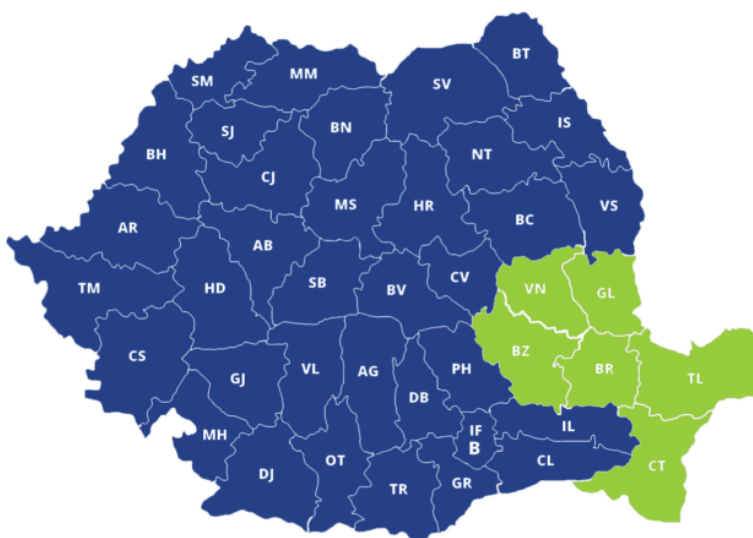 BT
SM
MM
SV
SJ
BN
IS
BH
CJ
NT
MS
HR
VS
BC
AR
AB
CV
TM
HD
SB
BV
VN
GL
CS
BZ
GJ
VL
AG
PH
BR
TL
DB
MH
OT
IF
IL
B
DJ
TR
GR
CL
CT